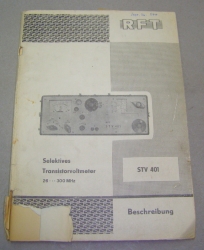 RFT
Selektives
Transistorvoltmeter
STV 401
Beschreibung